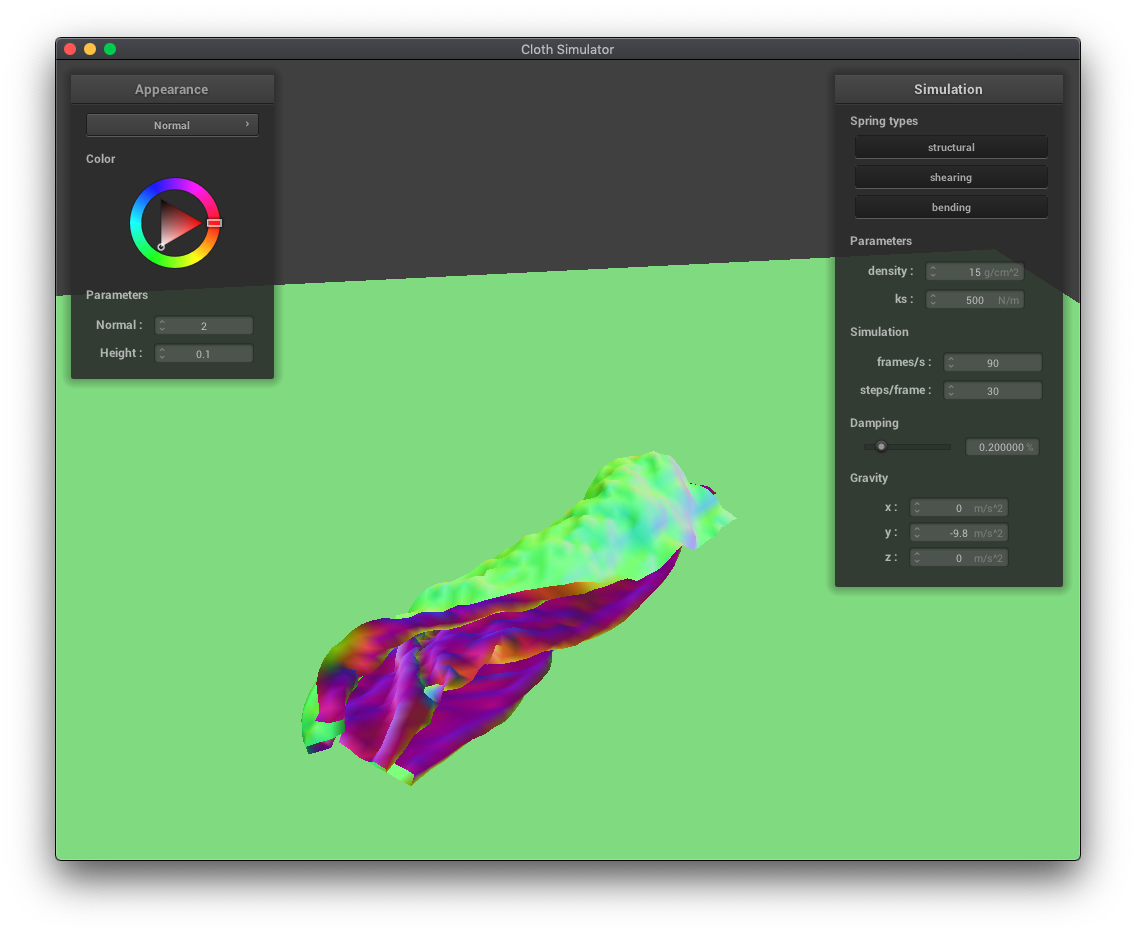 Cloth Simulator
Appearance
Normal
Color
Parameters
Normal : 2
Height : 0.1
Simulation
Spring types
structural
shearing
bending
Parameters
density : 15 g/cm^2
ks : 500 N/m
Simulation
frames/s : 90
steps/frame : 30
Damping
0.200000 %
Gravity
x : 0 m/s^2
y : -9.8 m/s^2
z : 0 m/s^2